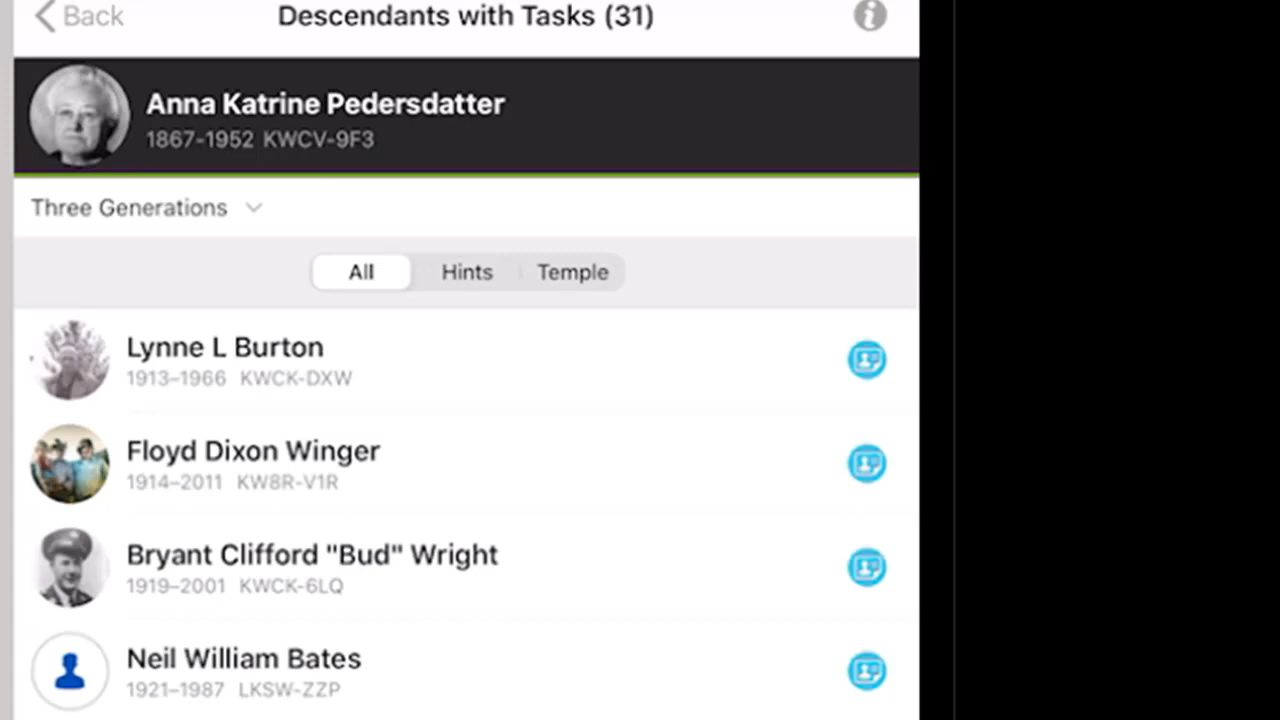 Back
Descendants with Tasks (31)
Anna Katrine Pedersdatter
1867-1952 KWCV-9F3
Three Generations
All Hints Temple
Lynne L Burton
1913–1966 KWCK-DXW
Floyd Dixon Winger
1914–2011 KW8R-V1R
Bryant Clifford "Bud" Wright
1919–2001 KWCK-6LQ
Neil William Bates
1921–1987 LKSW-ZZP